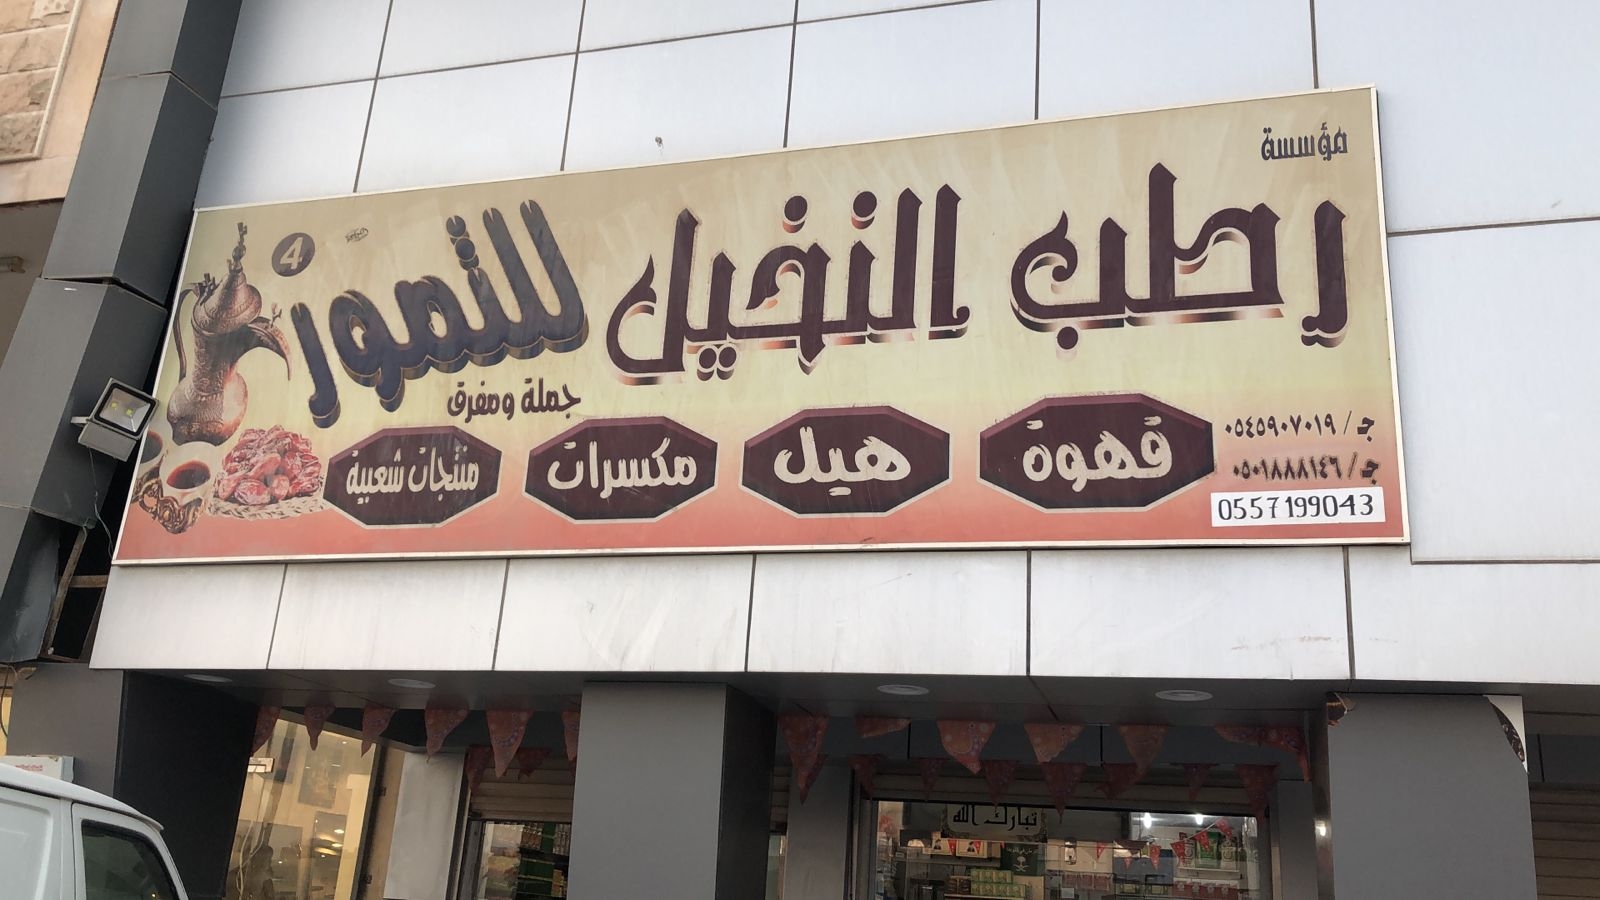 مؤسسة
رطب النخيل للتمور
4
جملة ومفرق
قهوة
هيل
مكسرات
منتجات شعبية
ج / ٠٥٤٥٩٠٧٠١٩
ج / ٠٥٠١٨٨٨١٤٦
0557199043
تبارك الله